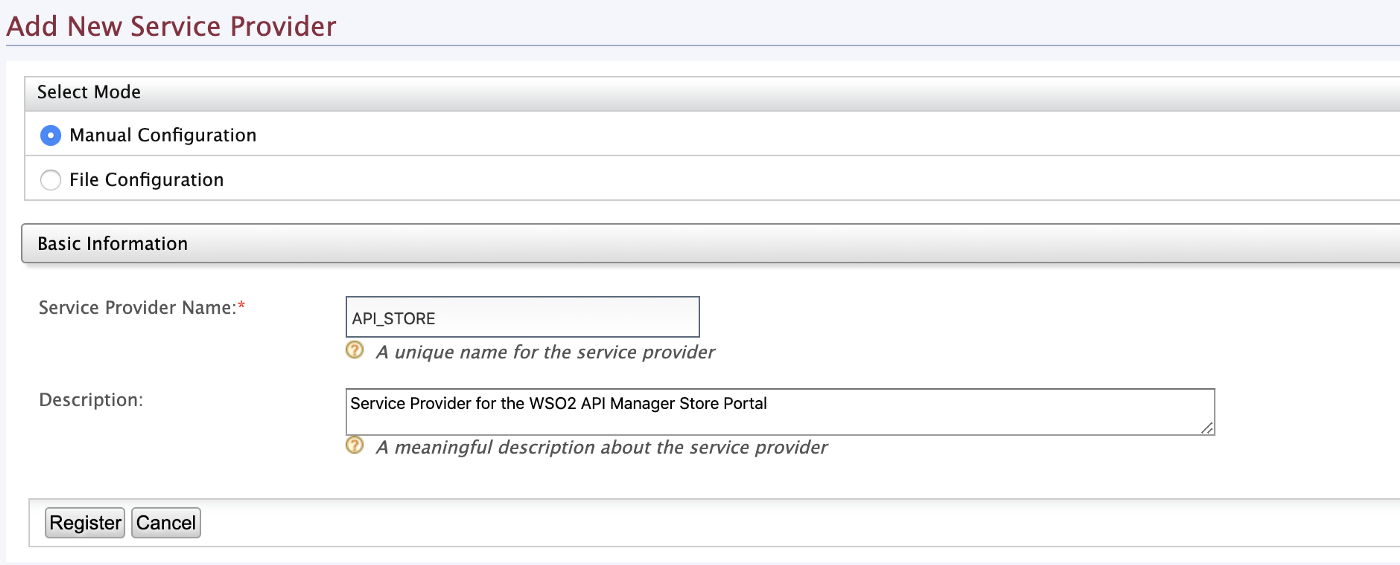 Add New Service Provider
Select Mode
Manual Configuration
File Configuration
Basic Information
Service Provider Name:*
API_STORE
? A unique name for the service provider
Description:
Service Provider for the WSO2 API Manager Store Portal
? A meaningful description about the service provider
Register Cancel